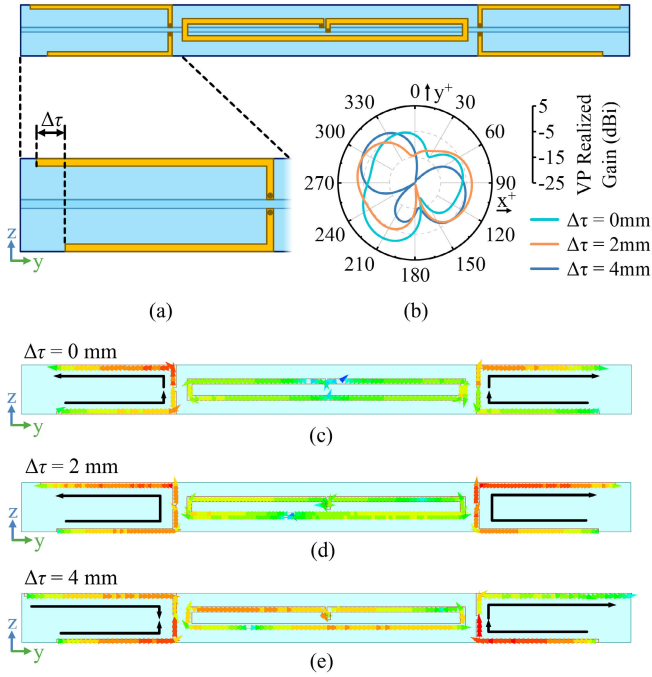 Δτ
z
y
(a)
0
y⁺
30
60
90
x⁺
120
150
180
210
240
270
300
330
5
-5
-15
-25
VP Realized
Gain (dBi)
Δτ = 0mm
Δτ = 2mm
Δτ = 4mm
(b)
Δτ = 0 mm
z
y
(c)
Δτ = 2 mm
z
y
(d)
Δτ = 4 mm
z
y
(e)